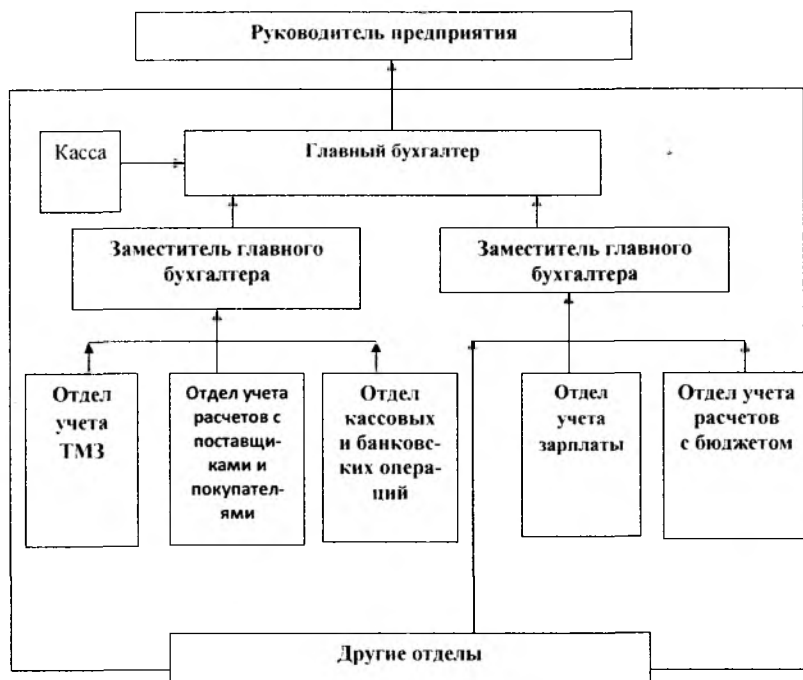 Руководитель предприятия
Касса
Главный бухгалтер
Заместитель главного
бухгалтера
Заместитель главного
бухгалтера
Отдел
учета
ТМЗ
Отдел учета
расчетов с
поставщи-
ками и
покупател-
ями
Отдел
кассовых
и банковс-
ких опера-
ций
Отдел
учета
зарплаты
Отдел учета
расчетов
с бюджетом
Другие отделы